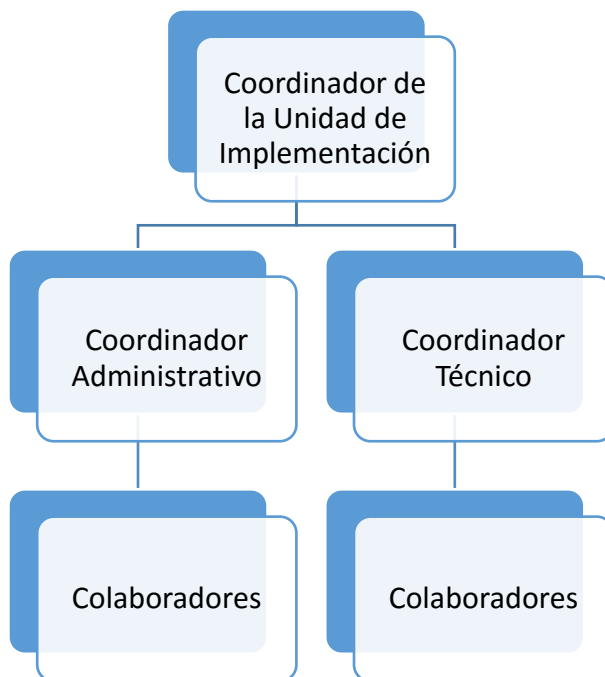 Coordinador de
la Unidad de
Implementación
Coordinador
Administrativo
Coordinador
Técnico
Colaboradores
Colaboradores